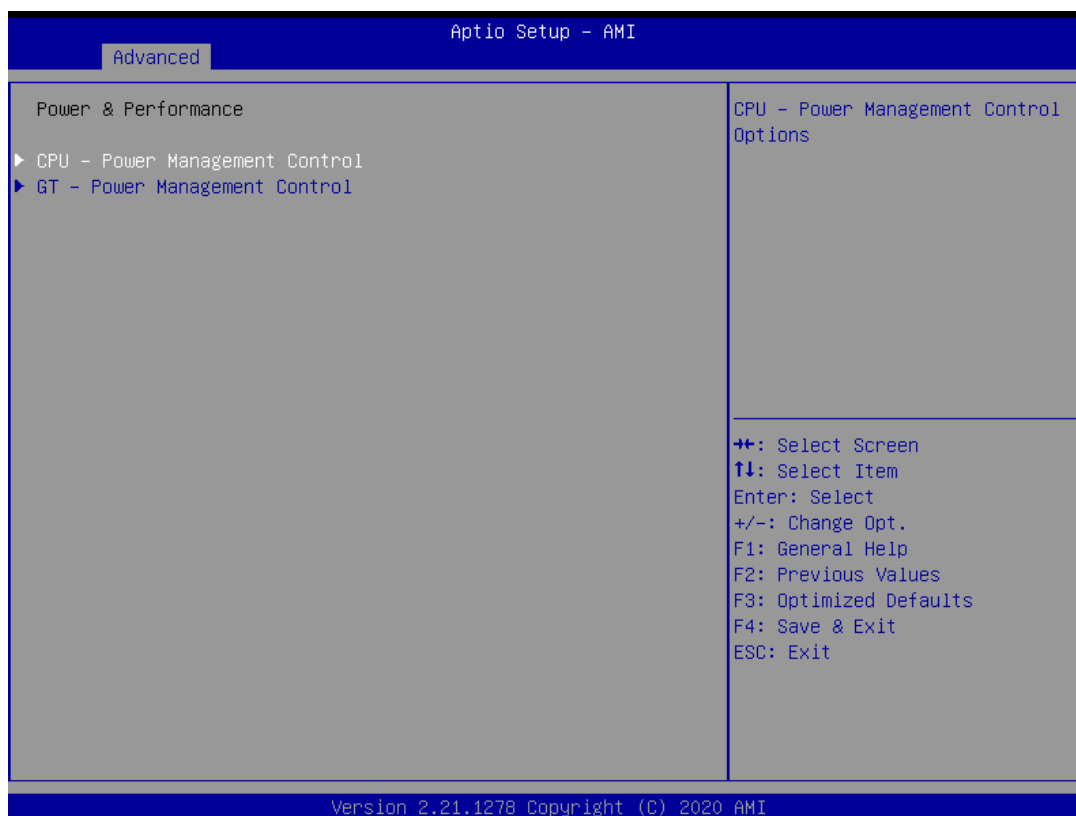 Aptio Setup – AMI
Advanced
Power & Performance
▶ CPU – Power Management Control
▶ GT – Power Management Control
CPU – Power Management Control
Options
→←: Select Screen
↑↓: Select Item
Enter: Select
+/-: Change Opt.
F1: General Help
F2: Previous Values
F3: Optimized Defaults
F4: Save & Exit
ESC: Exit
Version 2.21.1278 Copyright (C) 2020 AMI